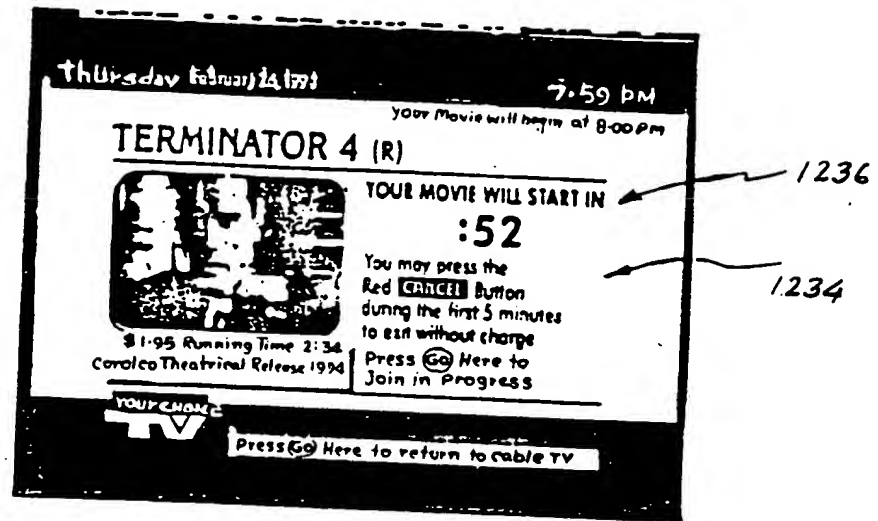 Thursday February 24, 1994
7:59 PM
Your Movie will begin at 8:00 PM
TERMINATOR 4 (R)
YOUR MOVIE WILL START IN
1236
:52
You may press the
Red CANCEL Button
during the first 5 minutes
to exit without charge
1234
$1.95 Running Time 2:34
Carolco Theatrical Release 1994
Press Go Here to
Join in Progress
YOUR CHOICE
TV
Press Go Here to return to cable TV